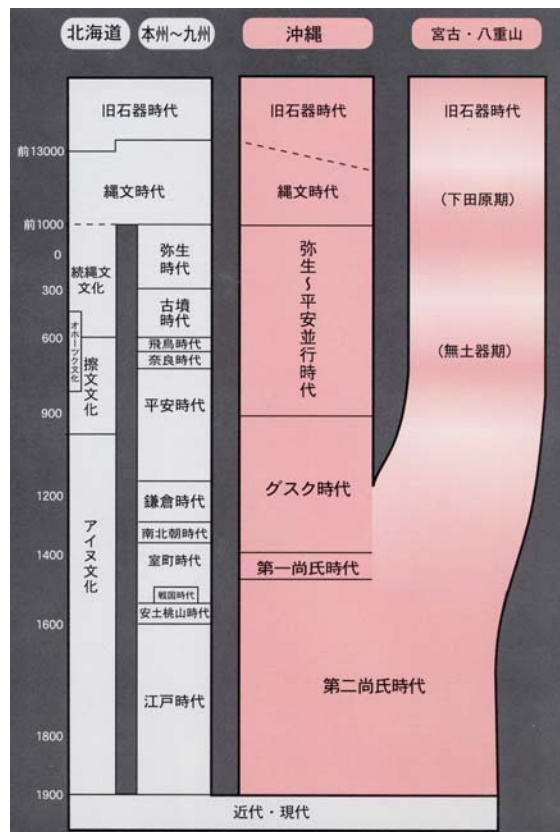 北海道
本州～九州
沖縄
宮古・八重山
旧石器時代
旧石器時代
旧石器時代
前13000
縄文時代
縄文時代
(下田原期)
前1000
0
300
600
900
1200
1400
1600
1800
1900
続縄文
文化
オホーツク文化
擦文文化
アイヌ文化
弥生
時代
古墳
時代
飛鳥時代
奈良時代
平安時代
鎌倉時代
南北朝時代
室町時代
戦国時代
安土桃山時代
江戸時代
弥生～平安並行時代
グスク時代
第一尚氏時代
(無土器期)
第二尚氏時代
近代・現代